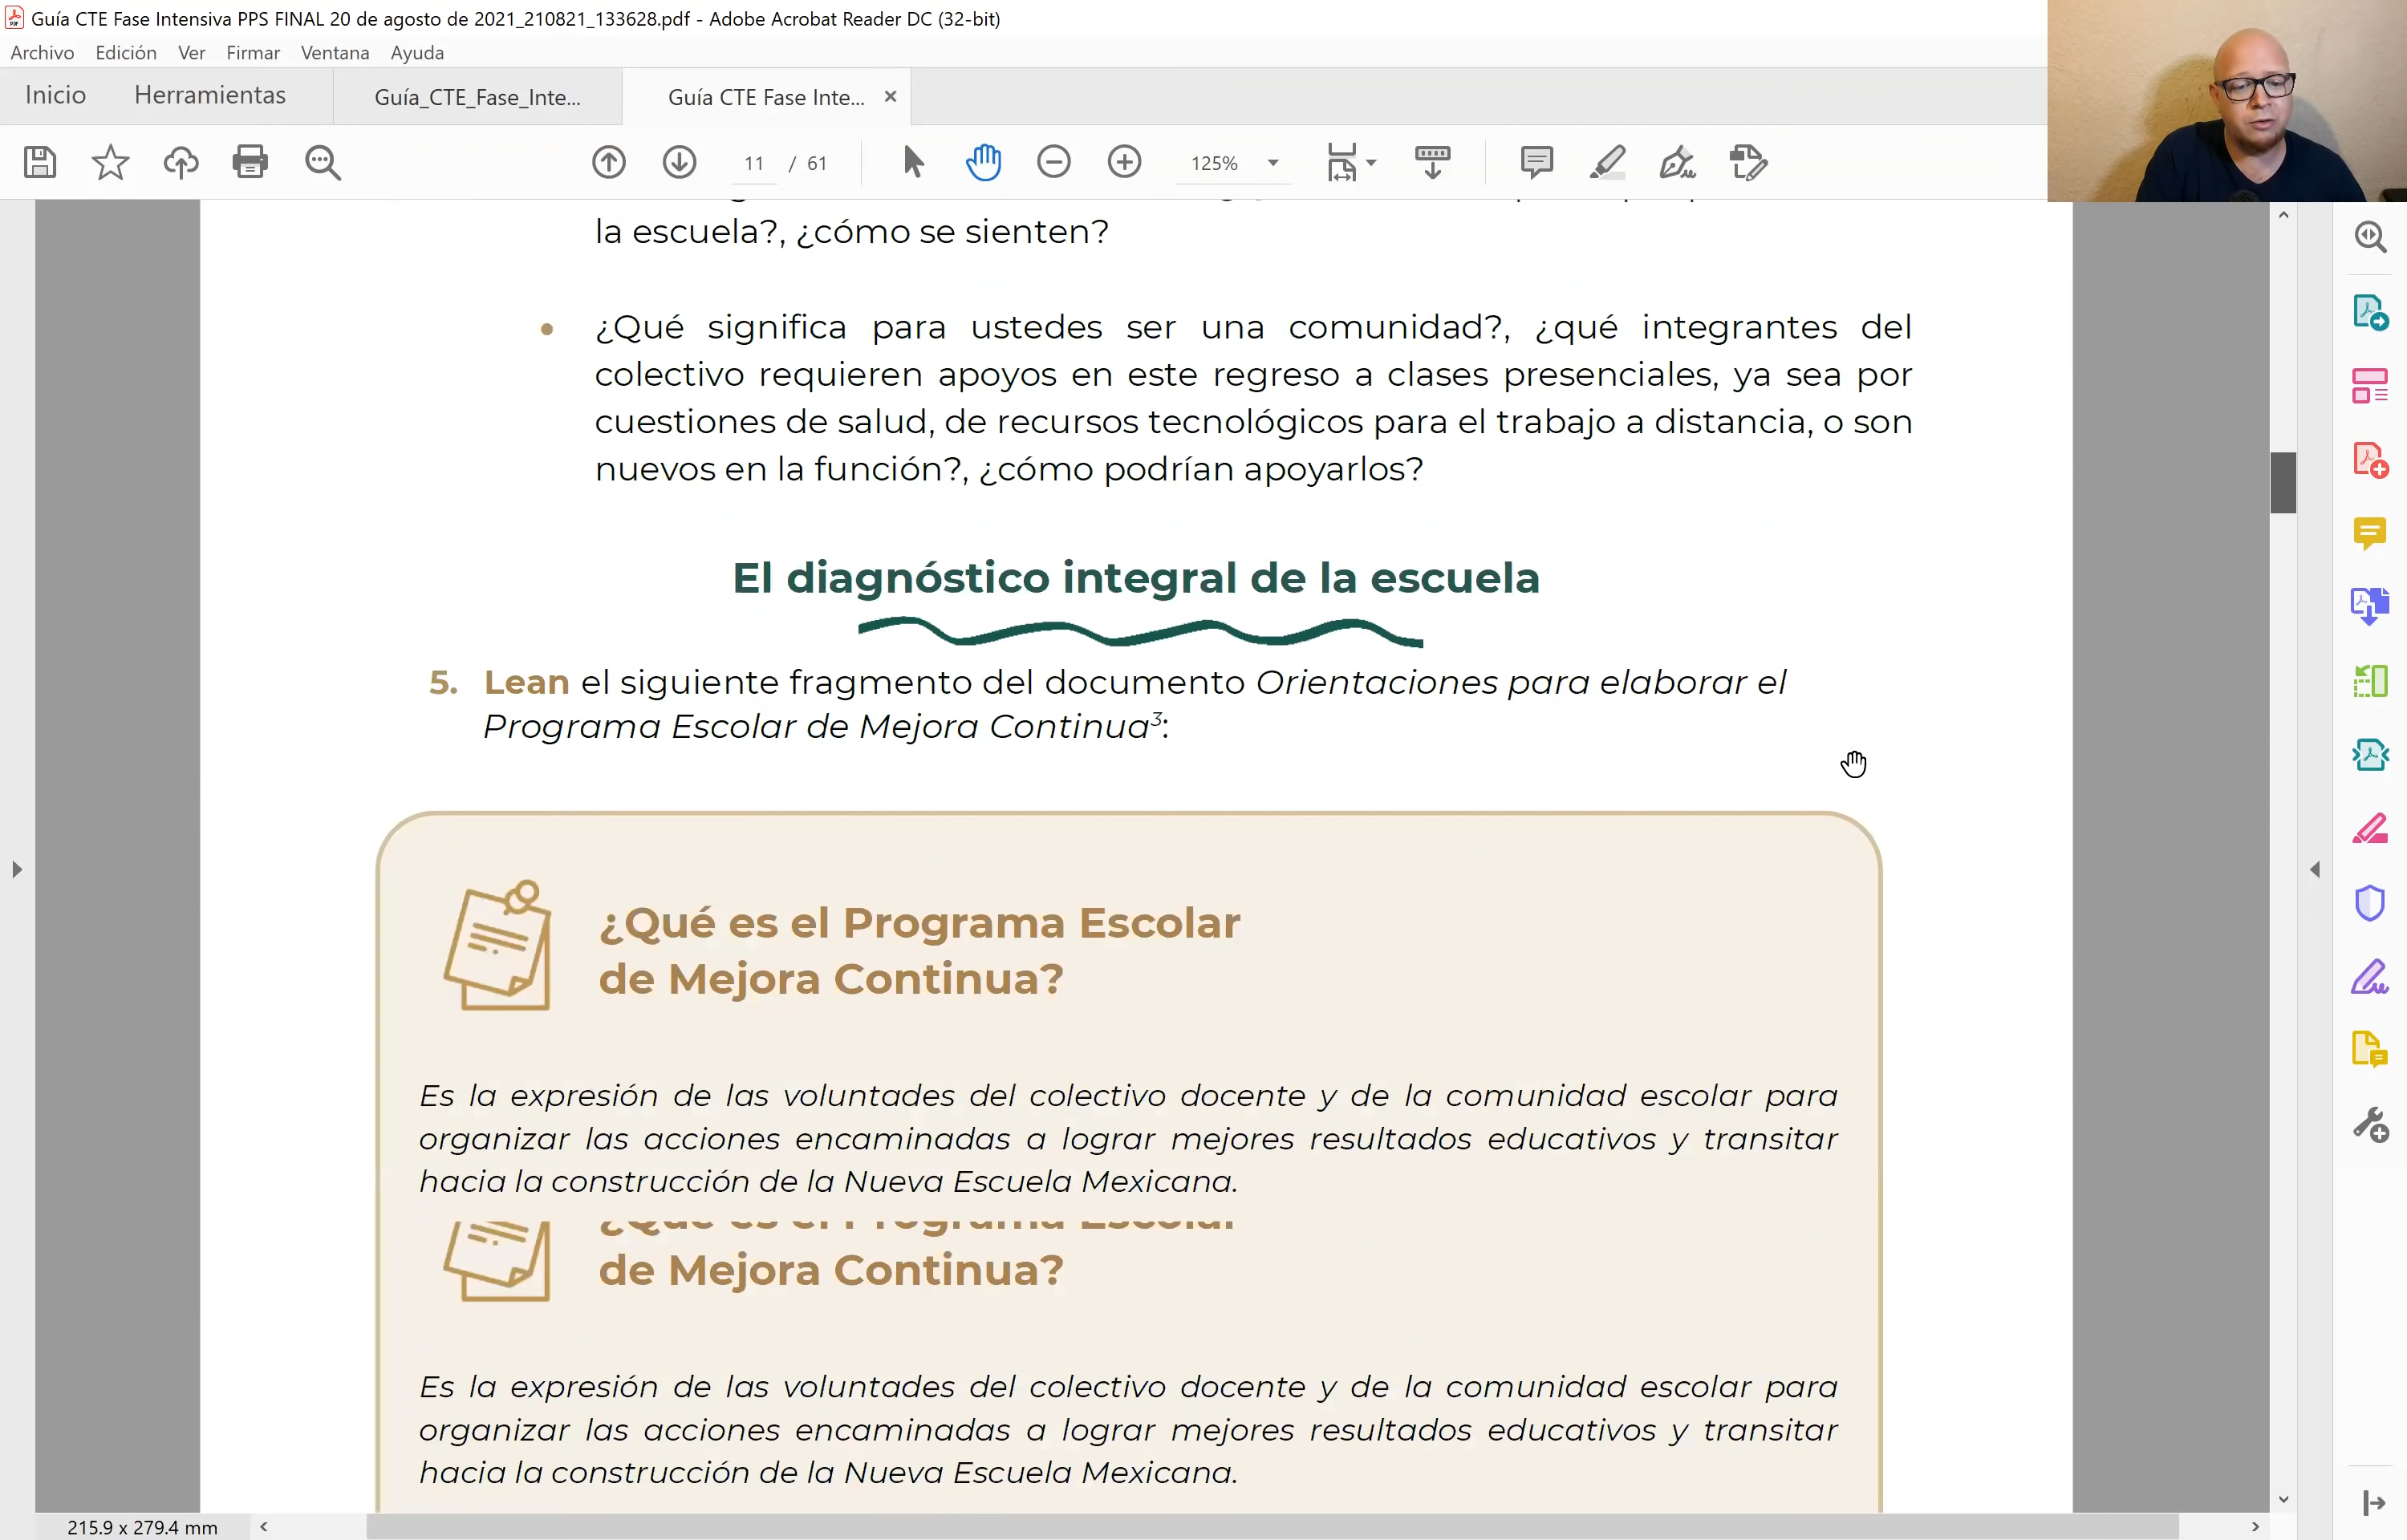 Guía CTE Fase Intensiva PPS FINAL 20 de agosto de 2021_210821_133628.pdf - Adobe Acrobat Reader DC (32-bit)
Archivo Edición Ver Firmar Ventana Ayuda
Inicio Herramientas Guía_CTE_Fase_Inte... Guía CTE Fase Inte... ×
11 / 61 125%
la escuela?, ¿cómo se sienten?
• ¿Qué significa para ustedes ser una comunidad?, ¿qué integrantes del
colectivo requieren apoyos en este regreso a clases presenciales, ya sea por
cuestiones de salud, de recursos tecnológicos para el trabajo a distancia, o son
nuevos en la función?, ¿cómo podrían apoyarlos?
El diagnóstico integral de la escuela
5. Lean el siguiente fragmento del documento Orientaciones para elaborar el
Programa Escolar de Mejora Continua³:
¿Qué es el Programa Escolar
de Mejora Continua?
Es la expresión de las voluntades del colectivo docente y de la comunidad escolar para
organizar las acciones encaminadas a lograr mejores resultados educativos y transitar
hacia la construcción de la Nueva Escuela Mexicana.
¿Qué es el Programa Escolar
de Mejora Continua?
Es la expresión de las voluntades del colectivo docente y de la comunidad escolar para
organizar las acciones encaminadas a lograr mejores resultados educativos y transitar
hacia la construcción de la Nueva Escuela Mexicana.
215.9 x 279.4 mm